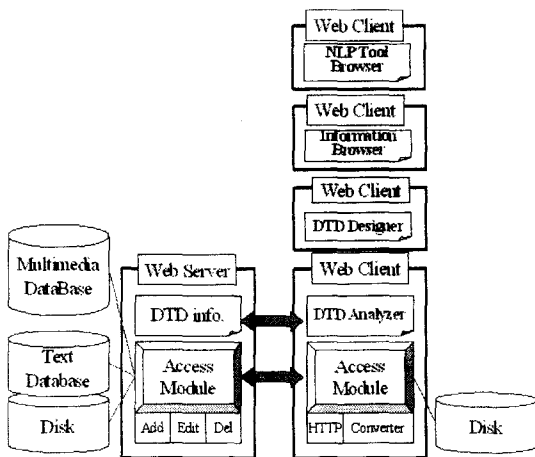 Web Client
NLP Tool
Browser
Web Client
Information
Browser
Web Client
DTD Designer
Multimedia
DataBase
Text
Database
Disk
Web Server
DTD info.
Access
Module
Add Edit Del
Web Client
DTD Analyzer
Access
Module
HTTP Converter
Disk